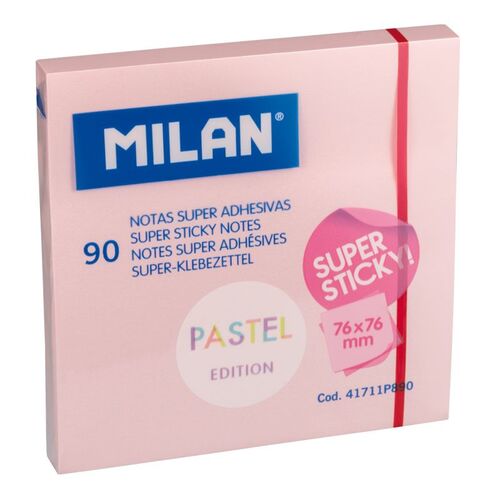 MILAN®
90
NOTAS SUPER ADHESIVAS
SUPER STICKY NOTES
NOTES SUPER ADHÉSIVES
SUPER-KLEBEZETTEL
SUPER
STICKY!
76x76
mm
PASTEL
EDITION
Cod. 41711P890